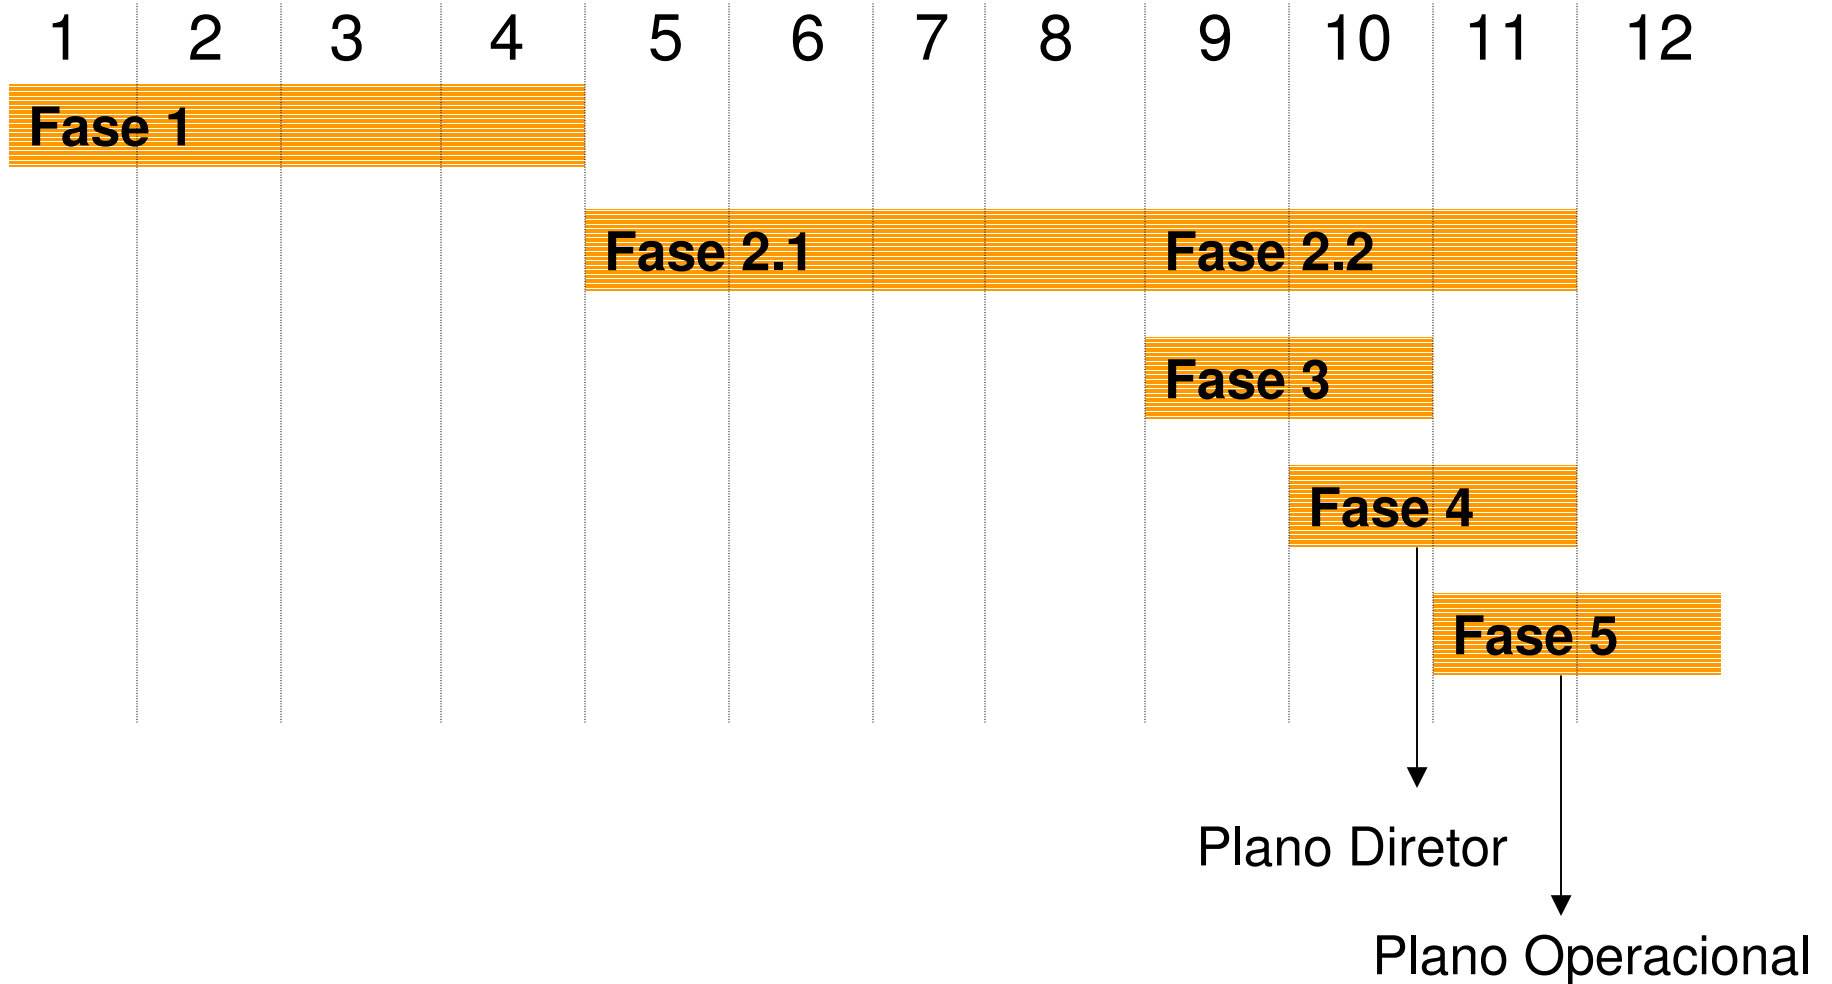 1 2 3 4 5 6 7 8 9 10 11 12
Fase 1
Fase 2.1 Fase 2.2
Fase 3
Fase 4
Fase 5
Plano Diretor
Plano Operacional